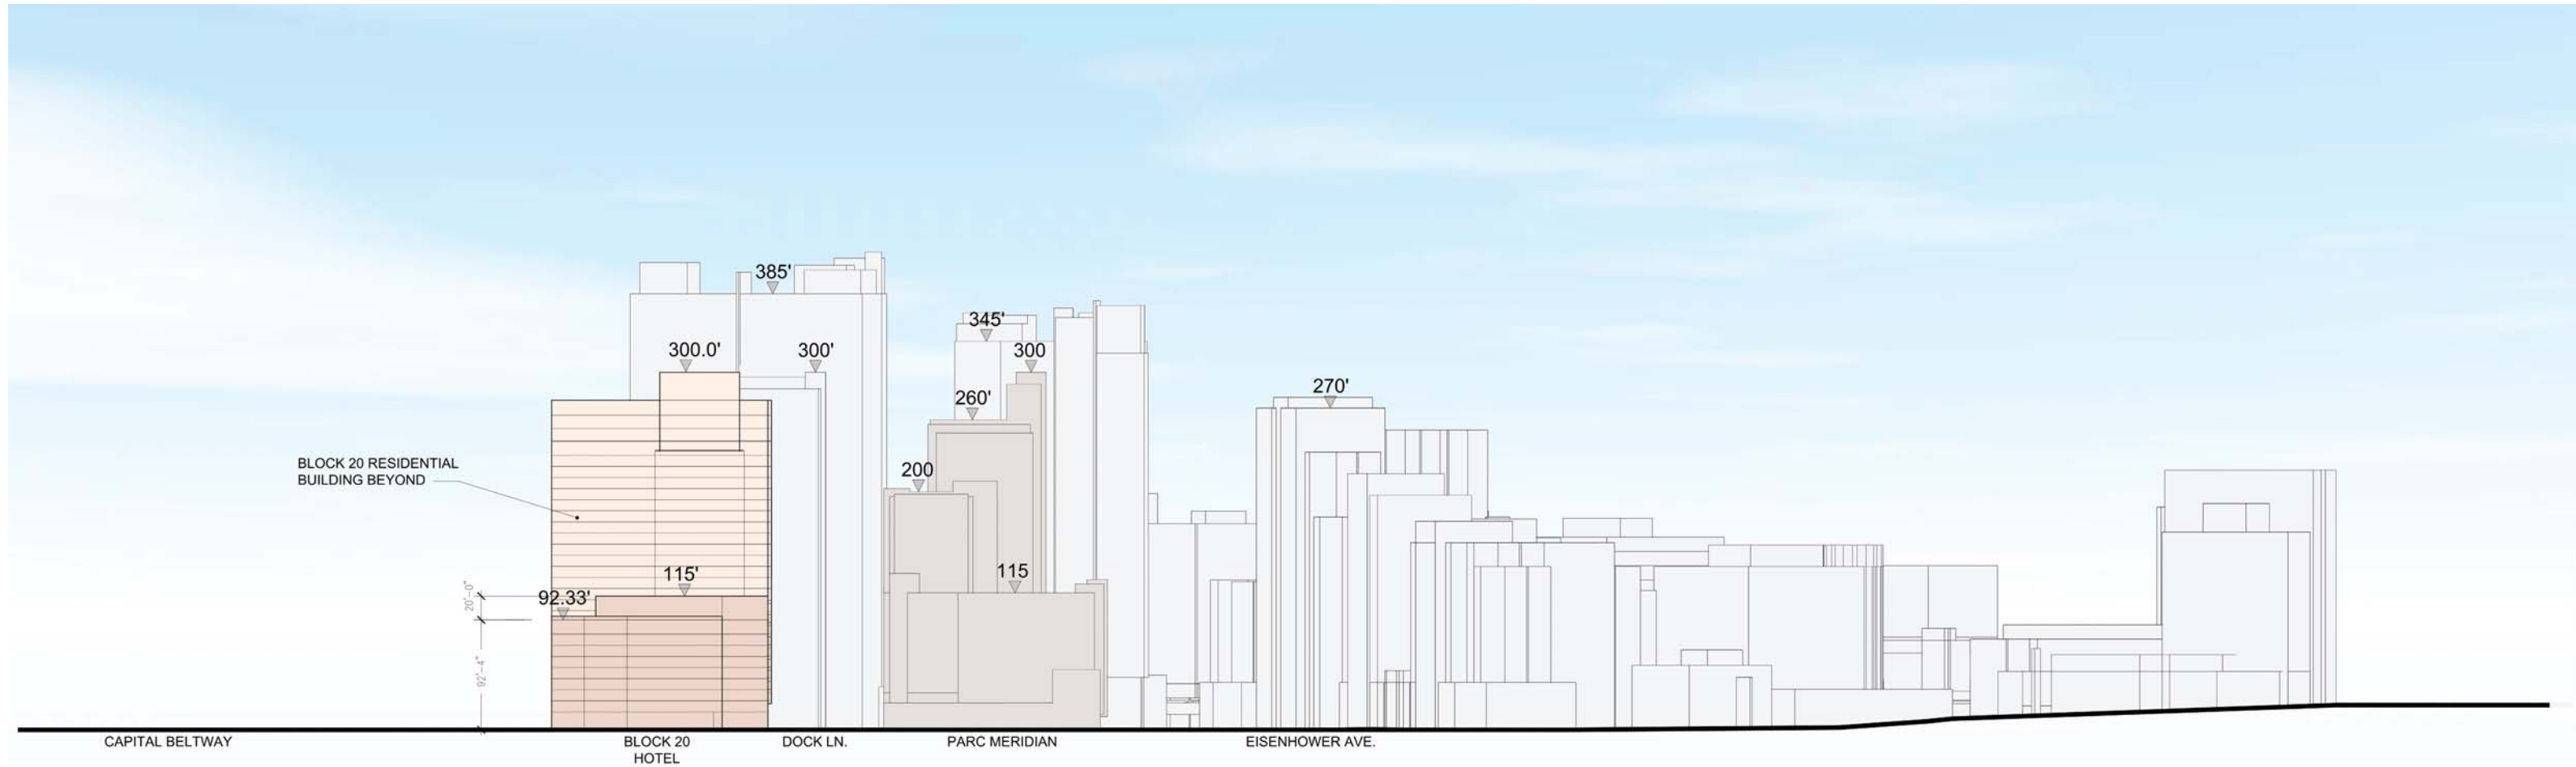 385'
345'
300.0'
300'
300
260'
270'
BLOCK 20 RESIDENTIAL
BUILDING BEYOND
200
115'
115
92.33'
20'-0"
92'-4"
CAPITAL BELTWAY
BLOCK 20
HOTEL
DOCK LN.
PARC MERIDIAN
EISENHOWER AVE.